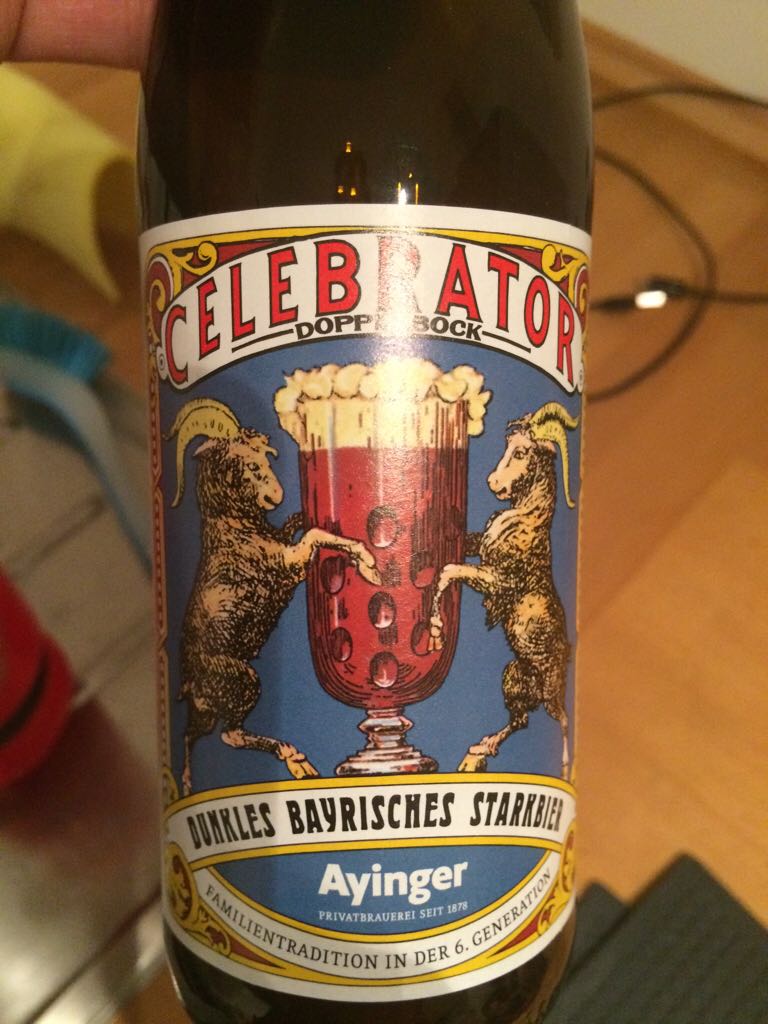 CELEBRATOR
DOPPELBOCK
DUNKLES BAYRISCHES STARKBIER
Ayinger
PRIVATBRAUEREI SEIT 1878
FAMILIENTRADITION IN DER 6. GENERATION